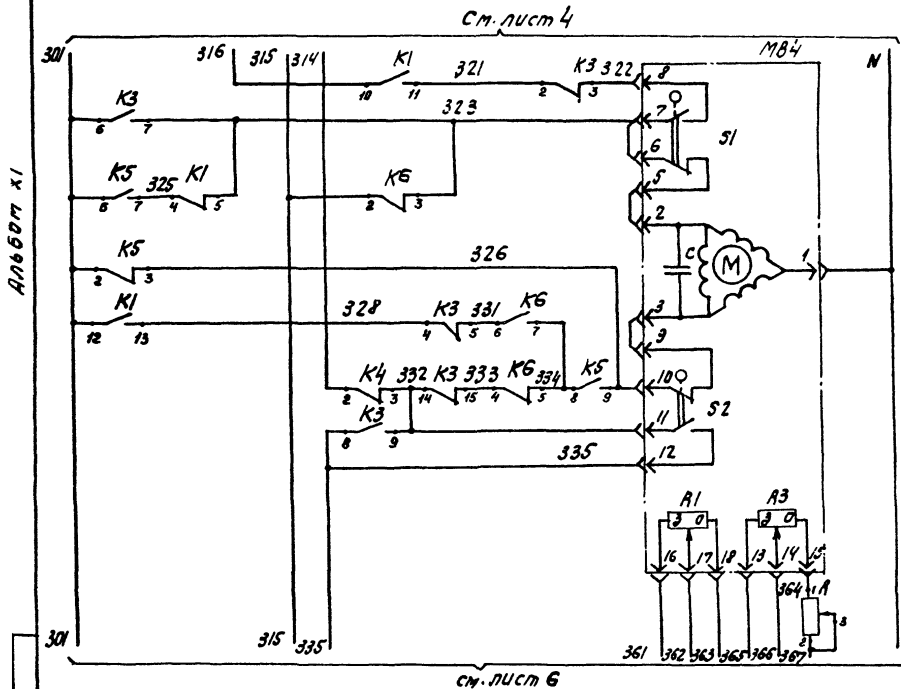 См. лист 4
Альбом XI
301 316 315 314 МВ4 N
К1 321 К3 322 8
10 11 2 3
К3 323 7
6 7
S1
6
К5 325 К1 К6 5
6 7 4 5 2 3
2
С М 1
К5 326
2 3
К1 328 К3 331 К6 3
12 13 4 5 6 7
9
К4 332 К3 333 К6 334 К5 10
2 3 14 15 4 5 8 9
S2
К3 11
8 9
335 12
R1 R3
З О З О
16 17 18 13 14 15
364 1 R
3
2
301 315 335 361 362 363 365 366 367
см. лист 6